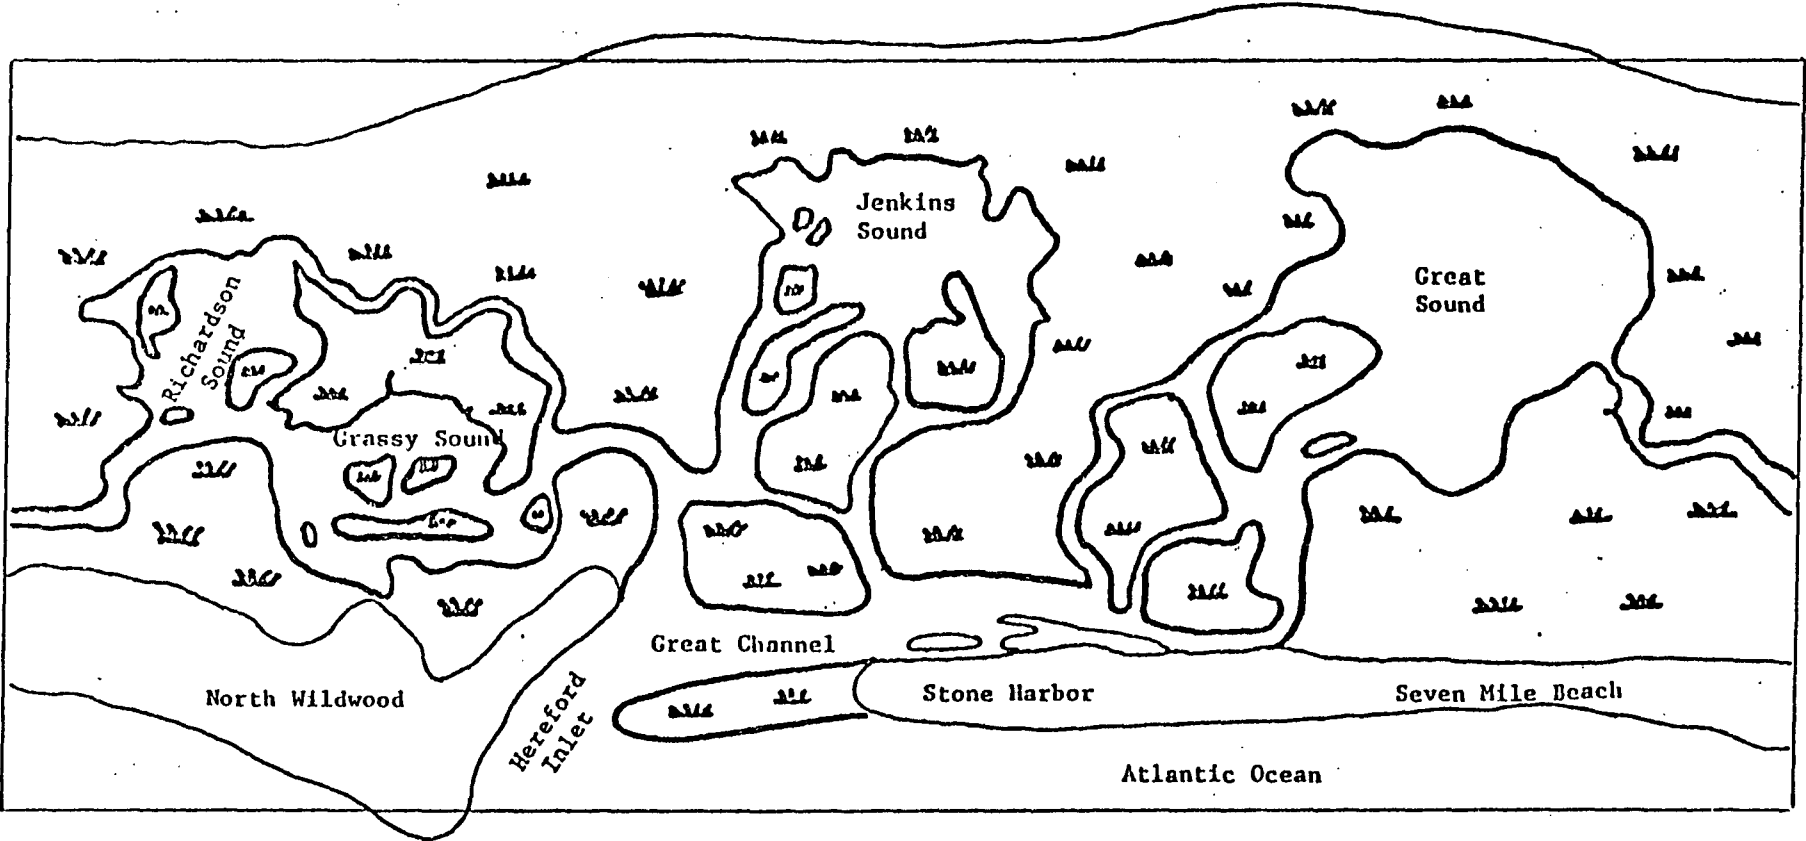 Jenkins
Sound
Great
Sound
Richardson
Sound
Grassy Sound
Great Channel
North Wildwood
Hereford
Inlet
Stone Harbor
Seven Mile Beach
Atlantic Ocean